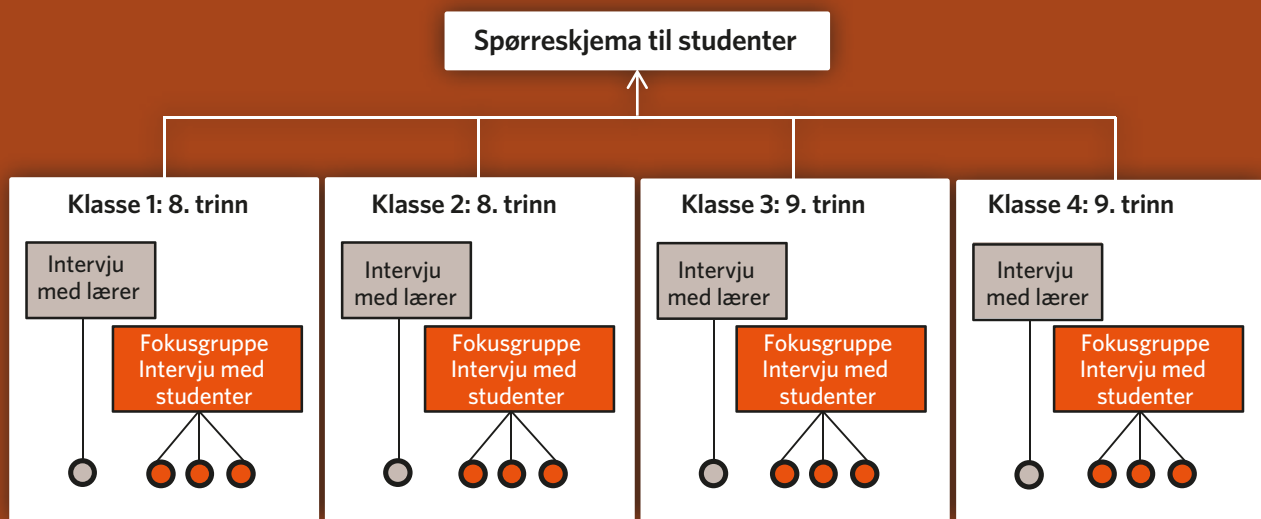 Spørreskjema til studenter
Klasse 1: 8. trinn
Intervju
med lærer
Fokusgruppe
Intervju med
studenter
Klasse 2: 8. trinn
Intervju
med lærer
Fokusgruppe
Intervju med
studenter
Klasse 3: 9. trinn
Intervju
med lærer
Fokusgruppe
Intervju med
studenter
Klasse 4: 9. trinn
Intervju
med lærer
Fokusgruppe
Intervju med
studenter